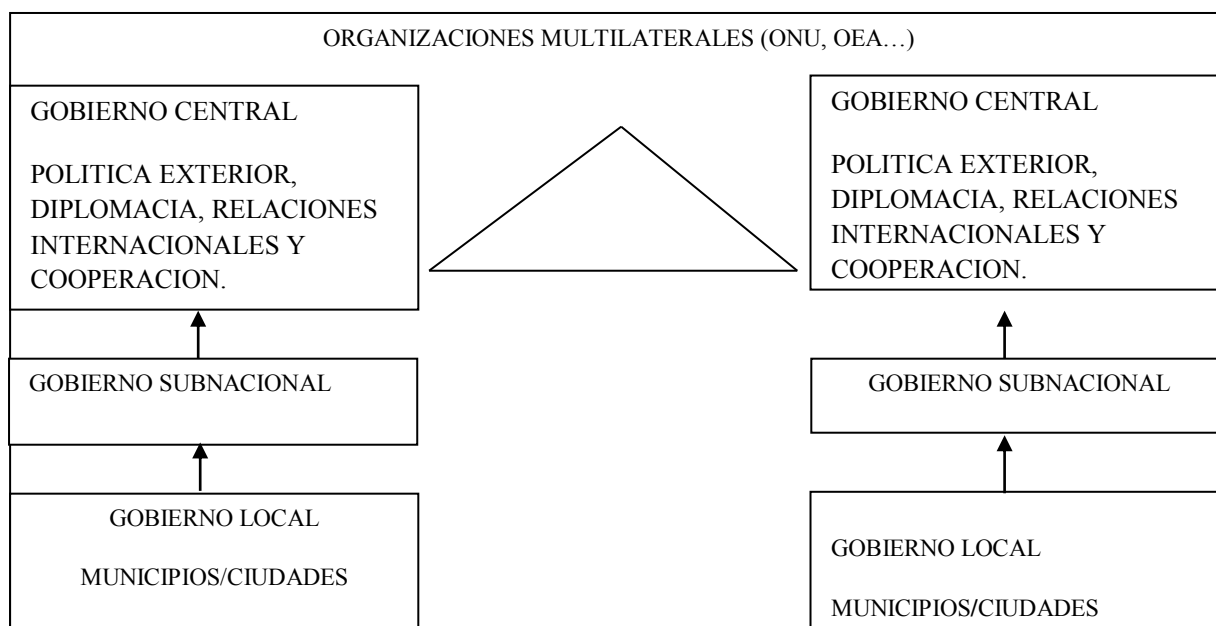 ORGANIZACIONES MULTILATERALES (ONU, OEA…)
GOBIERNO CENTRAL
POLITICA EXTERIOR,
DIPLOMACIA, RELACIONES
INTERNACIONALES Y
COOPERACION.
GOBIERNO SUBNACIONAL
GOBIERNO LOCAL
MUNICIPIOS/CIUDADES
GOBIERNO CENTRAL
POLITICA EXTERIOR,
DIPLOMACIA, RELACIONES
INTERNACIONALES Y
COOPERACION.
GOBIERNO SUBNACIONAL
GOBIERNO LOCAL
MUNICIPIOS/CIUDADES